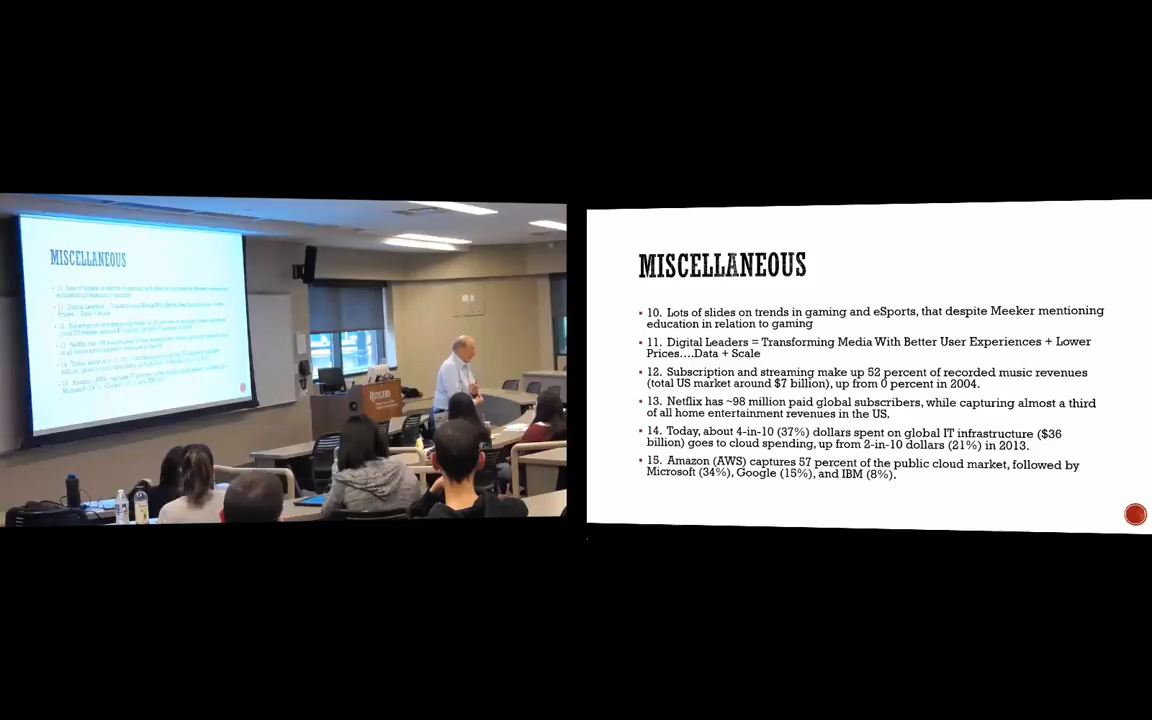 MISCELLANEOUS
RUTGERS
MISCELLANEOUS
10. Lots of slides on trends in gaming and eSports, that despite Meeker mentioning
education in relation to gaming
11. Digital Leaders = Transforming Media With Better User Experiences + Lower
Prices....Data + Scale
12. Subscription and streaming make up 52 percent of recorded music revenues
(total US market around $7 billion), up from 0 percent in 2004.
13. Netflix has ~98 million paid global subscribers, while capturing almost a third
of all home entertainment revenues in the US.
14. Today, about 4-in-10 (37%) dollars spent on global IT infrastructure ($36
billion) goes to cloud spending, up from 2-in-10 dollars (21%) in 2013.
15. Amazon (AWS) captures 57 percent of the public cloud market, followed by
Microsoft (34%), Google (15%), and IBM (8%).